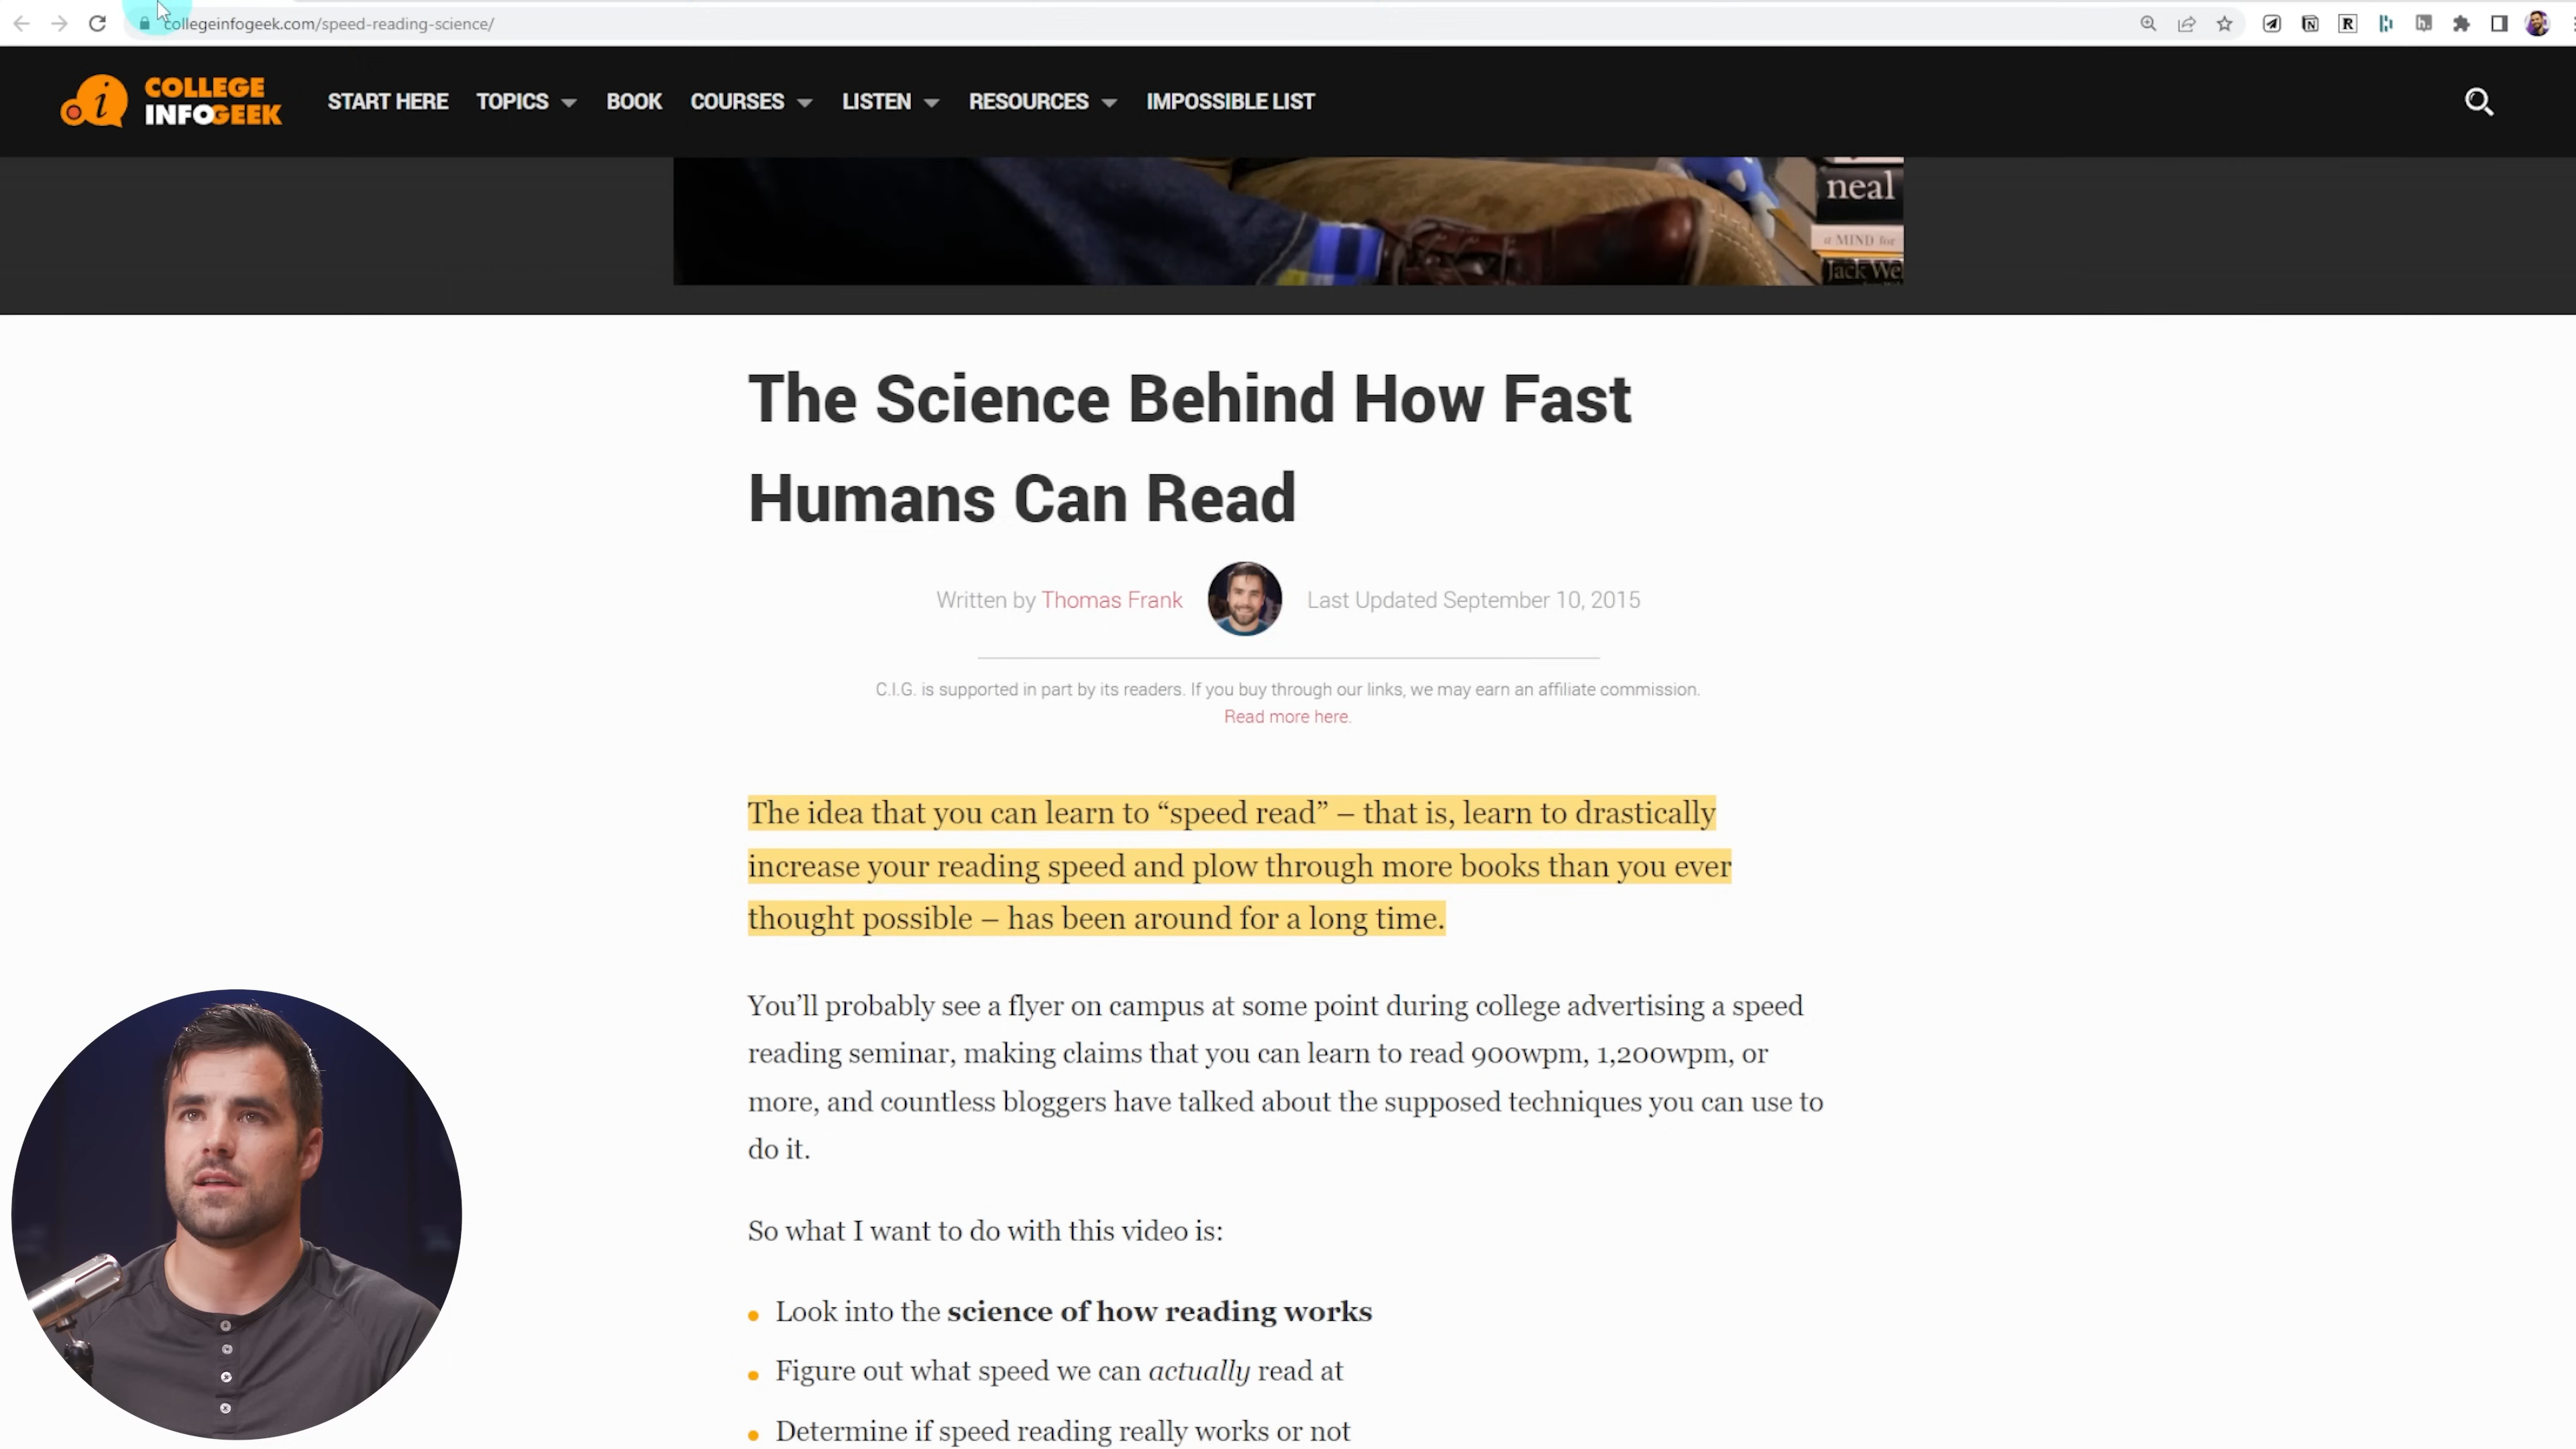 collegeinfogeek.com/speed-reading-science/
COLLEGE
INFOGEEK
START HERE
TOPICS
BOOK
COURSES
LISTEN
RESOURCES
IMPOSSIBLE LIST
neal
a MIND for
The Science Behind How Fast
Humans Can Read
Written by Thomas Frank
Last Updated September 10, 2015
C.I.G. is supported in part by its readers. If you buy through our links, we may earn an affiliate commission.
Read more here.
The idea that you can learn to “speed read” – that is, learn to drastically
increase your reading speed and plow through more books than you ever
thought possible – has been around for a long time.
You’ll probably see a flyer on campus at some point during college advertising a speed
reading seminar, making claims that you can learn to read 900wpm, 1,200wpm, or
more, and countless bloggers have talked about the supposed techniques you can use to
do it.
So what I want to do with this video is:
Look into the science of how reading works
Figure out what speed we can actually read at
Determine if speed reading really works or not